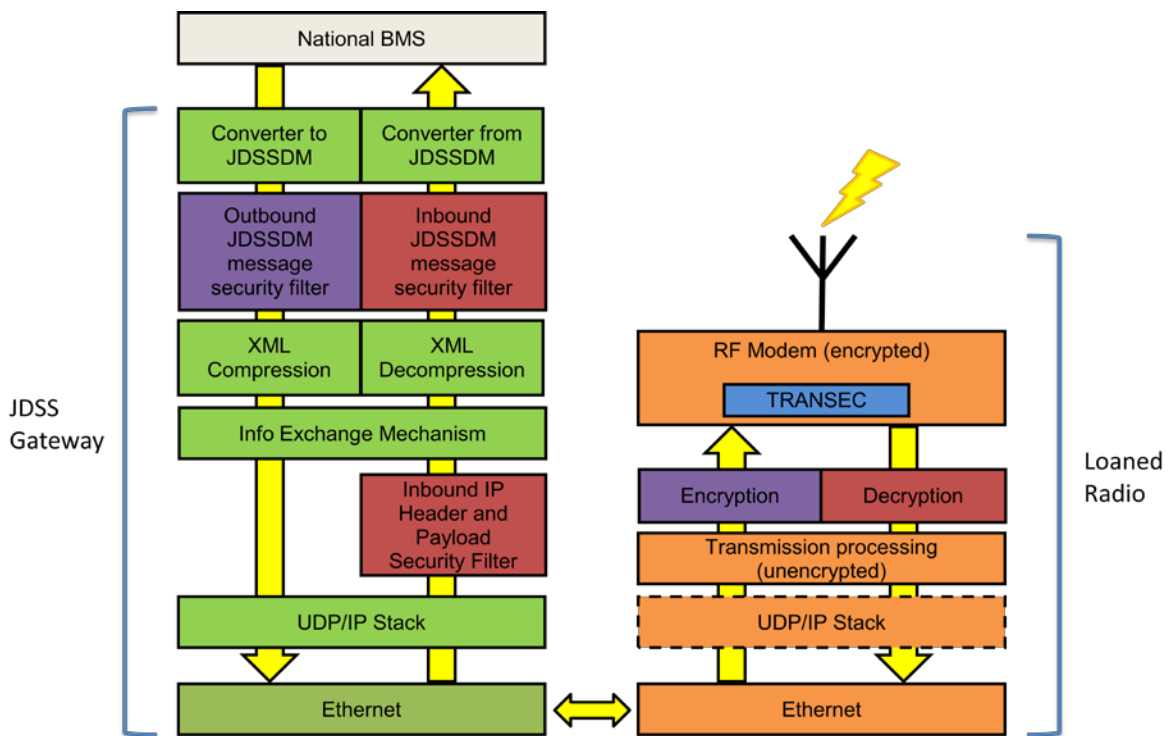 National BMS
Converter to
JDSSDM
Converter from
JDSSDM
Outbound
JDSSDM
message
security filter
Inbound
JDSSDM
message
security filter
XML
Compression
XML
Decompression
Info Exchange Mechanism
Inbound IP
Header and
Payload
Security Filter
UDP/IP Stack
Ethernet
JDSS
Gateway
RF Modem (encrypted)
TRANSEC
Encryption
Decryption
Transmission processing
(unencrypted)
UDP/IP Stack
Ethernet
Loaned
Radio